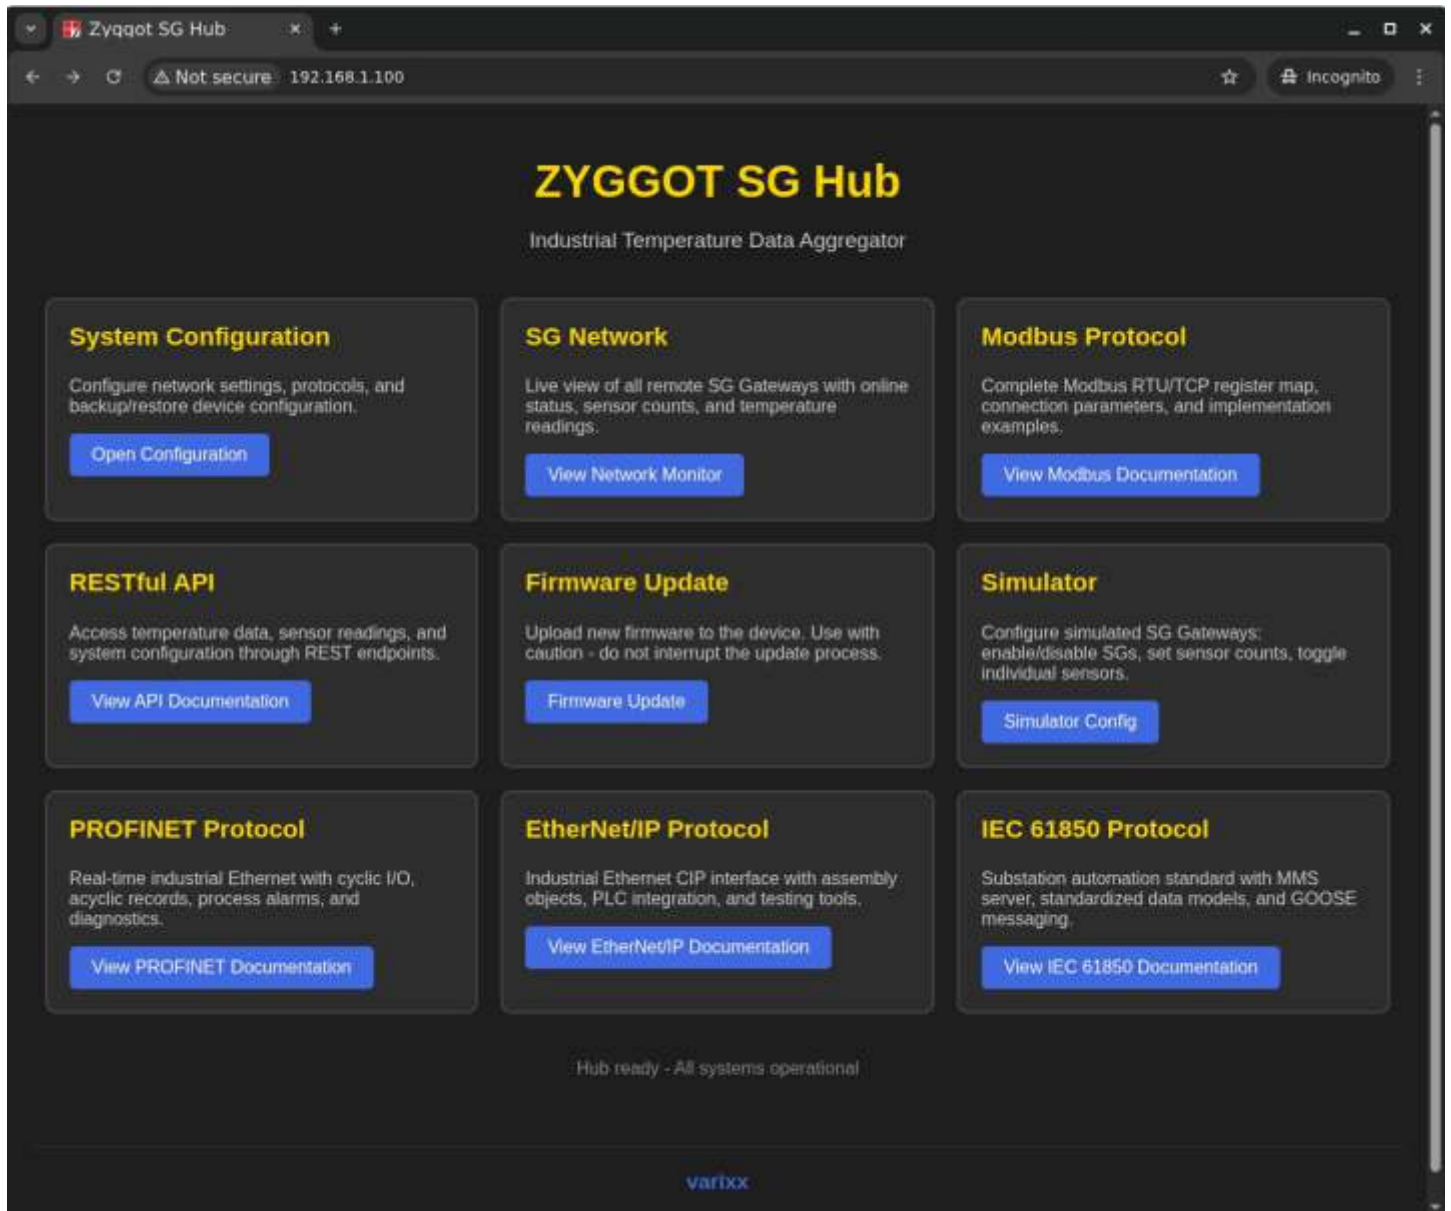 Zyggot SG Hub
Not secure 192.168.1.100
Incognito
ZYGGOT SG Hub
Industrial Temperature Data Aggregator
System Configuration
Configure network settings, protocols, and
backup/restore device configuration.
Open Configuration
SG Network
Live view of all remote SG Gateways with online
status, sensor counts, and temperature
readings.
View Network Monitor
Modbus Protocol
Complete Modbus RTU/TCP register map,
connection parameters, and implementation
examples.
View Modbus Documentation
RESTful API
Access temperature data, sensor readings, and
system configuration through REST endpoints.
View API Documentation
Firmware Update
Upload new firmware to the device. Use with
caution - do not interrupt the update process.
Firmware Update
Simulator
Configure simulated SG Gateways:
enable/disable SGs, set sensor counts, toggle
individual sensors.
Simulator Config
PROFINET Protocol
Real-time industrial Ethernet with cyclic I/O,
acyclic records, process alarms, and
diagnostics.
View PROFINET Documentation
EtherNet/IP Protocol
Industrial Ethernet CIP interface with assembly
objects, PLC integration, and testing tools.
View EtherNet/IP Documentation
IEC 61850 Protocol
Substation automation standard with MMS
server, standardized data models, and GOOSE
messaging.
View IEC 61850 Documentation
Hub ready - All systems operational
varixx